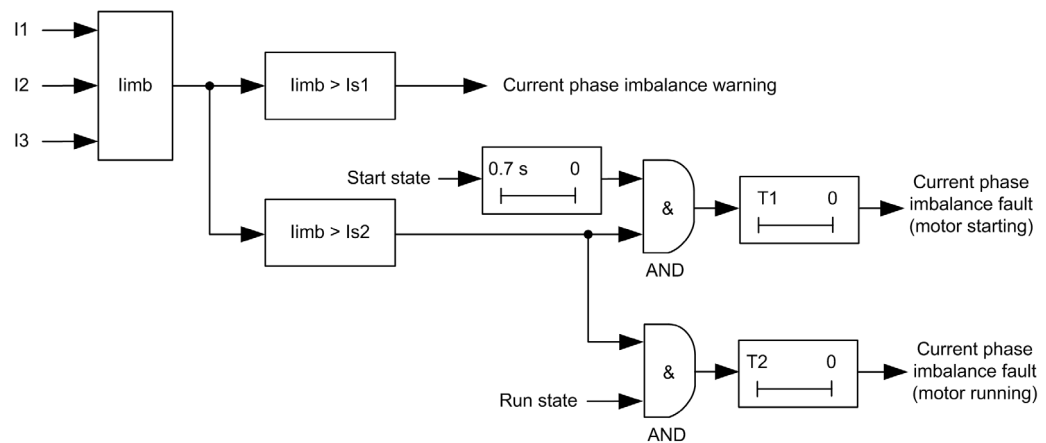 I1
I2
I3
Iimb
Iimb > Is1
Current phase imbalance warning
Start state
0.7 s 0
&
AND
T1 0
Current phase
imbalance fault
(motor starting)
Iimb > Is2
Run state
&
AND
T2 0
Current phase
imbalance fault
(motor running)